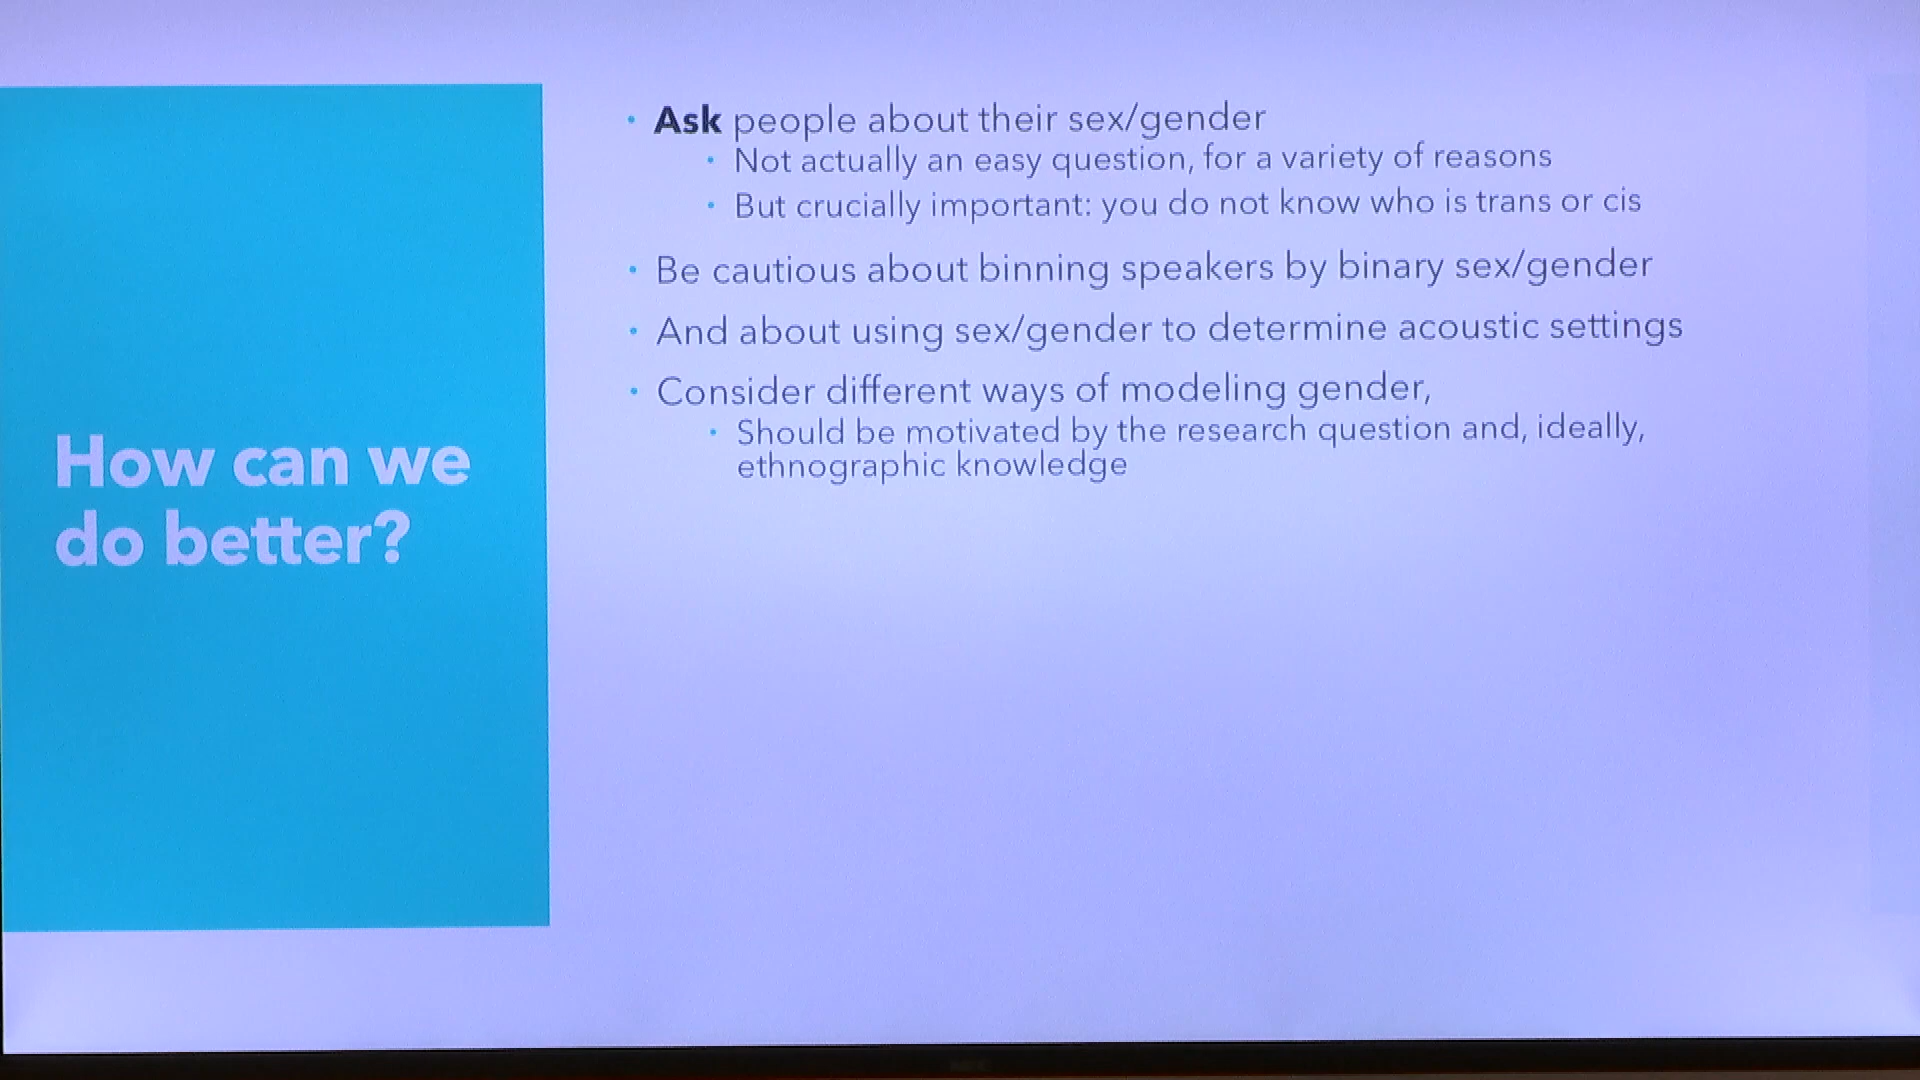 How can we
do better?
• Ask people about their sex/gender
• Not actually an easy question, for a variety of reasons
• But crucially important: you do not know who is trans or cis
• Be cautious about binning speakers by binary sex/gender
• And about using sex/gender to determine acoustic settings
• Consider different ways of modeling gender,
• Should be motivated by the research question and, ideally,
ethnographic knowledge